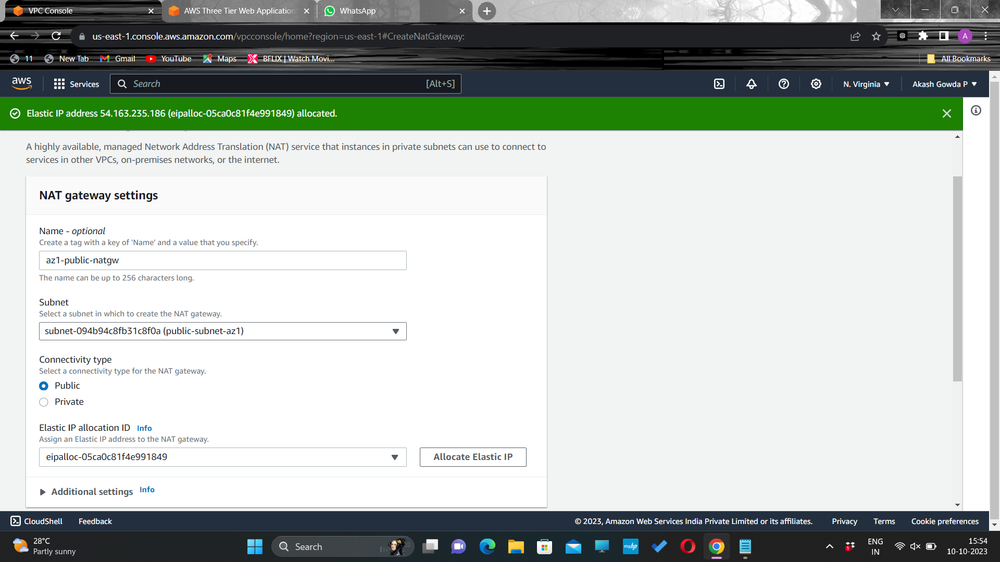 VPC Console
AWS Three Tier Web Application
WhatsApp
us-east-1.console.aws.amazon.com/vpcconsole/home?region=us-east-1#CreateNatGateway:
A
11
New Tab
Gmail
YouTube
Maps
BFLIX | Watch Movi...
All Bookmarks
aws
Services
Search
[Alt+S]
N. Virginia
Akash Gowda P
Elastic IP address 54.163.235.186 (eipalloc-05ca0c81f4e991849) allocated.
A highly available, managed Network Address Translation (NAT) service that instances in private subnets can use to connect to
services in other VPCs, on-premises networks, or the internet.
NAT gateway settings
Name - optional
Create a tag with a key of 'Name' and a value that you specify.
az1-public-natgw
The name can be up to 256 characters long.
Subnet
Select a subnet in which to create the NAT gateway.
subnet-094b94c8fb31c8f0a (public-subnet-az1)
Connectivity type
Select a connectivity type for the NAT gateway.
Public
Private
Elastic IP allocation ID Info
Assign an Elastic IP address to the NAT gateway.
eipalloc-05ca0c81f4e991849
Allocate Elastic IP
Additional settings Info
CloudShell
Feedback
© 2023, Amazon Web Services India Private Limited or its affiliates.
Privacy
Terms
Cookie preferences
28°C
Partly sunny
Search
myhp
1
ENG
IN
15:54
10-10-2023